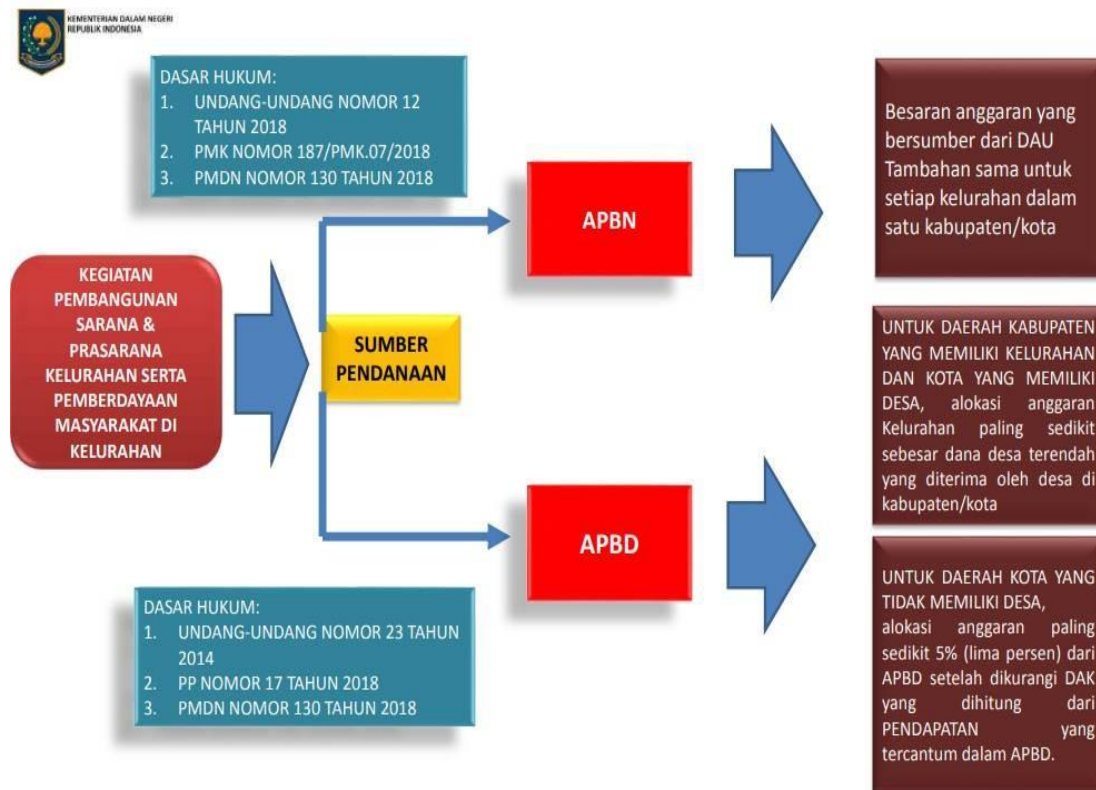 KEMENTERIAN DALAM NEGERI
REPUBLIK INDONESIA
DASAR HUKUM:
1. UNDANG-UNDANG NOMOR 12
TAHUN 2018
2. PMK NOMOR 187/PMK.07/2018
3. PMDN NOMOR 130 TAHUN 2018
KEGIATAN
PEMBANGUNAN
SARANA &
PRASARANA
KELURAHAN SERTA
PEMBERDAYAAN
MASYARAKAT DI
KELURAHAN
SUMBER
PENDANAAN
APBN
Besaran anggaran yang
bersumber dari DAU
Tambahan sama untuk
setiap kelurahan dalam
satu kabupaten/kota
UNTUK DAERAH KABUPATEN
YANG MEMILIKI KELURAHAN
DAN KOTA YANG MEMILIKI
DESA, alokasi anggaran
Kelurahan paling sedikit
sebesar dana desa terendah
yang diterima oleh desa di
kabupaten/kota
APBD
UNTUK DAERAH KOTA YANG
TIDAK MEMILIKI DESA,
alokasi anggaran paling
sedikit 5% (lima persen) dari
APBD setelah dikurangi DAK
yang dihitung dari
PENDAPATAN yang
tercantum dalam APBD.
DASAR HUKUM:
1. UNDANG-UNDANG NOMOR 23 TAHUN
2014
2. PP NOMOR 17 TAHUN 2018
3. PMDN NOMOR 130 TAHUN 2018